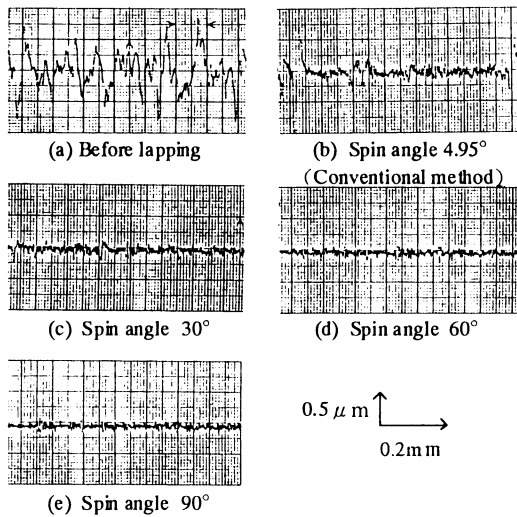 (a) Before lapping
(b) Spin angle 4.95°
(Conventional method)
(c) Spin angle 30°
(d) Spin angle 60°
(e) Spin angle 90°
0.5 μm
0.2mm